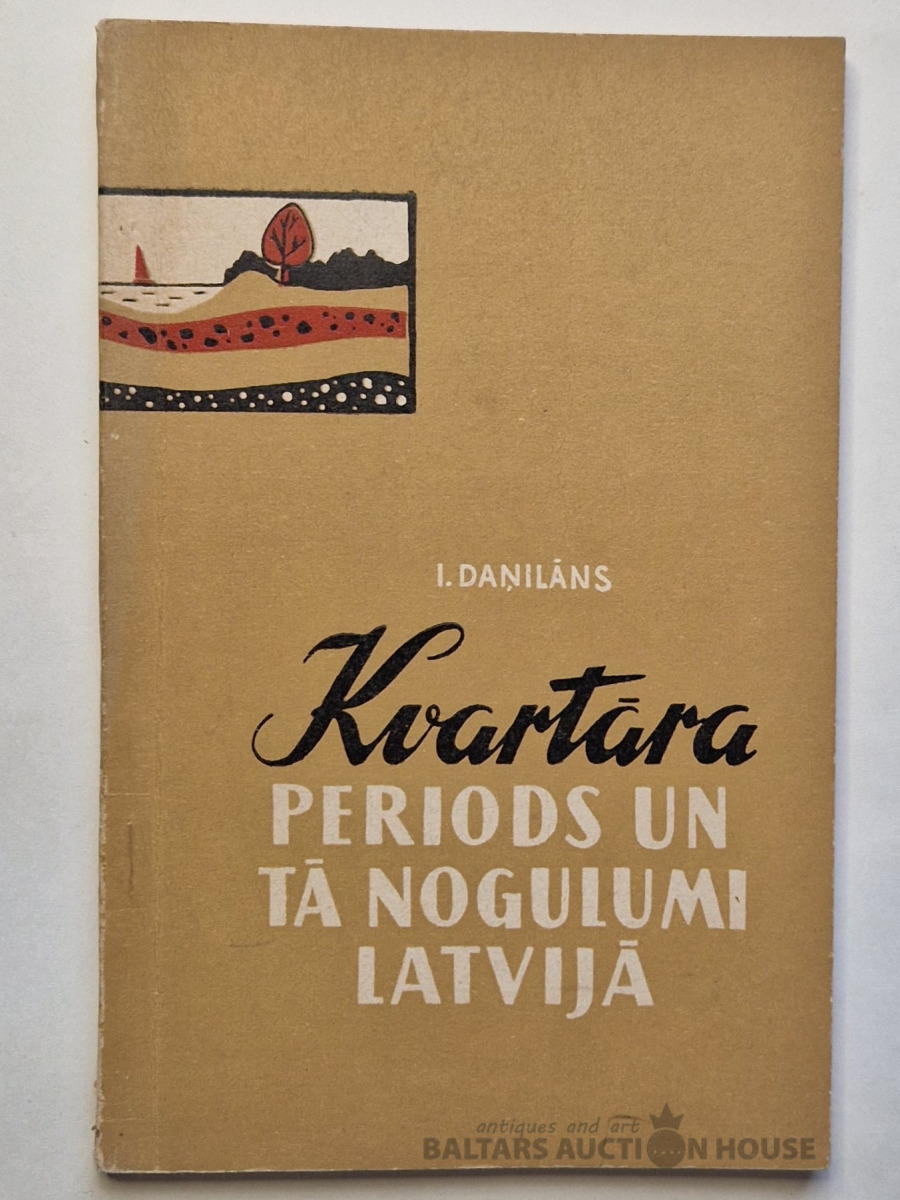 I. DAŅILĀNS
Kvartāra
PERIODS UN
TĀ NOGULUMI
LATVIJĀ
antiques and art
BALTARS AUCTION HOUSE